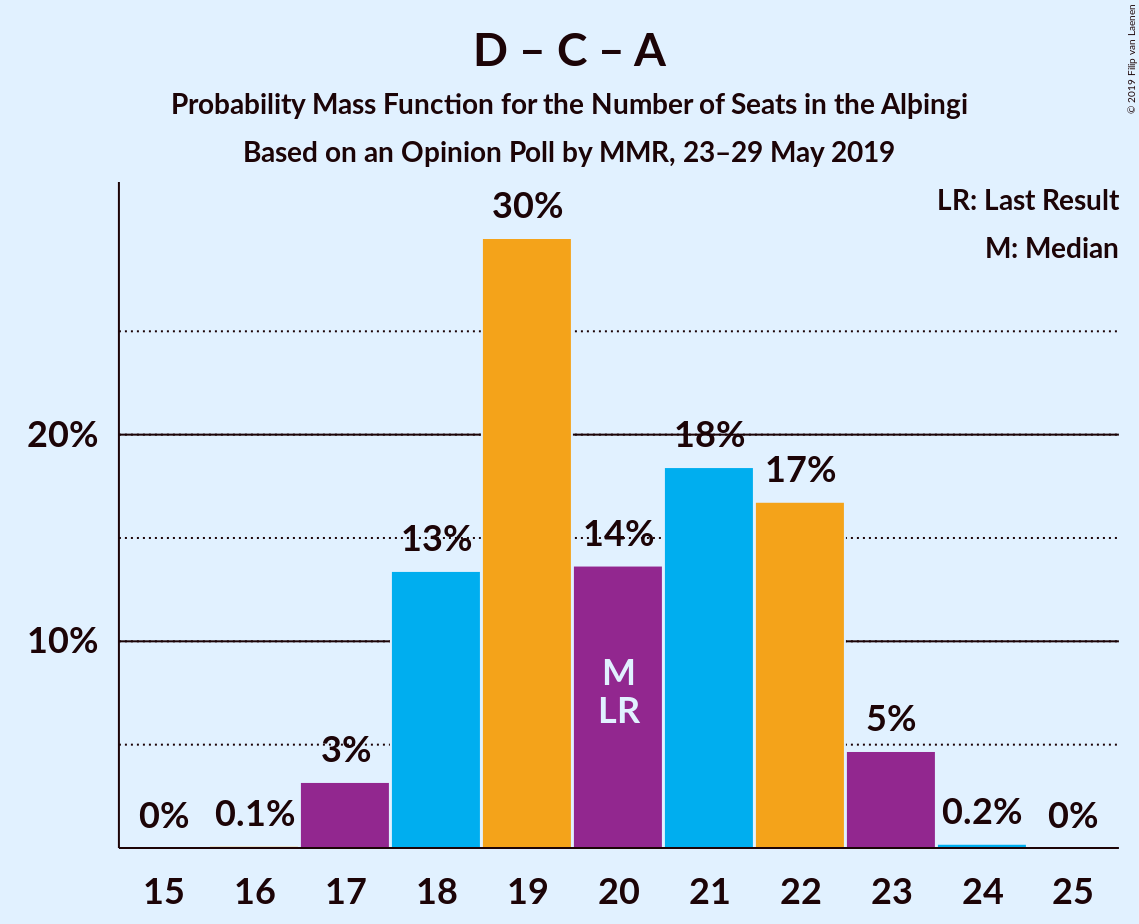 D – C – A
Probability Mass Function for the Number of Seats in the Alþingi
Based on an Opinion Poll by MMR, 23–29 May 2019
© 2019 Filip van Laenen
LR: Last Result
M: Median
30%
20%
18%
17%
13%
14%
10%
M
LR
3%
5%
0%
0.1%
0.2%
0%
15 16 17 18 19 20 21 22 23 24 25